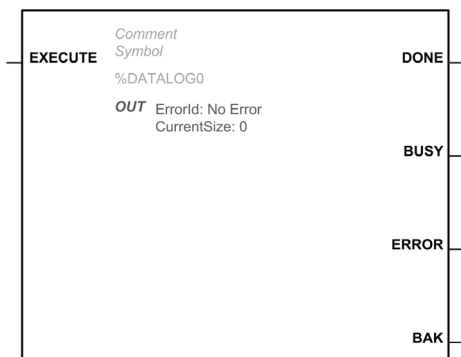 Comment
EXECUTE
Symbol
DONE
%DATALOG0
OUT ErrorId: No Error
CurrentSize: 0
BUSY
ERROR
BAK